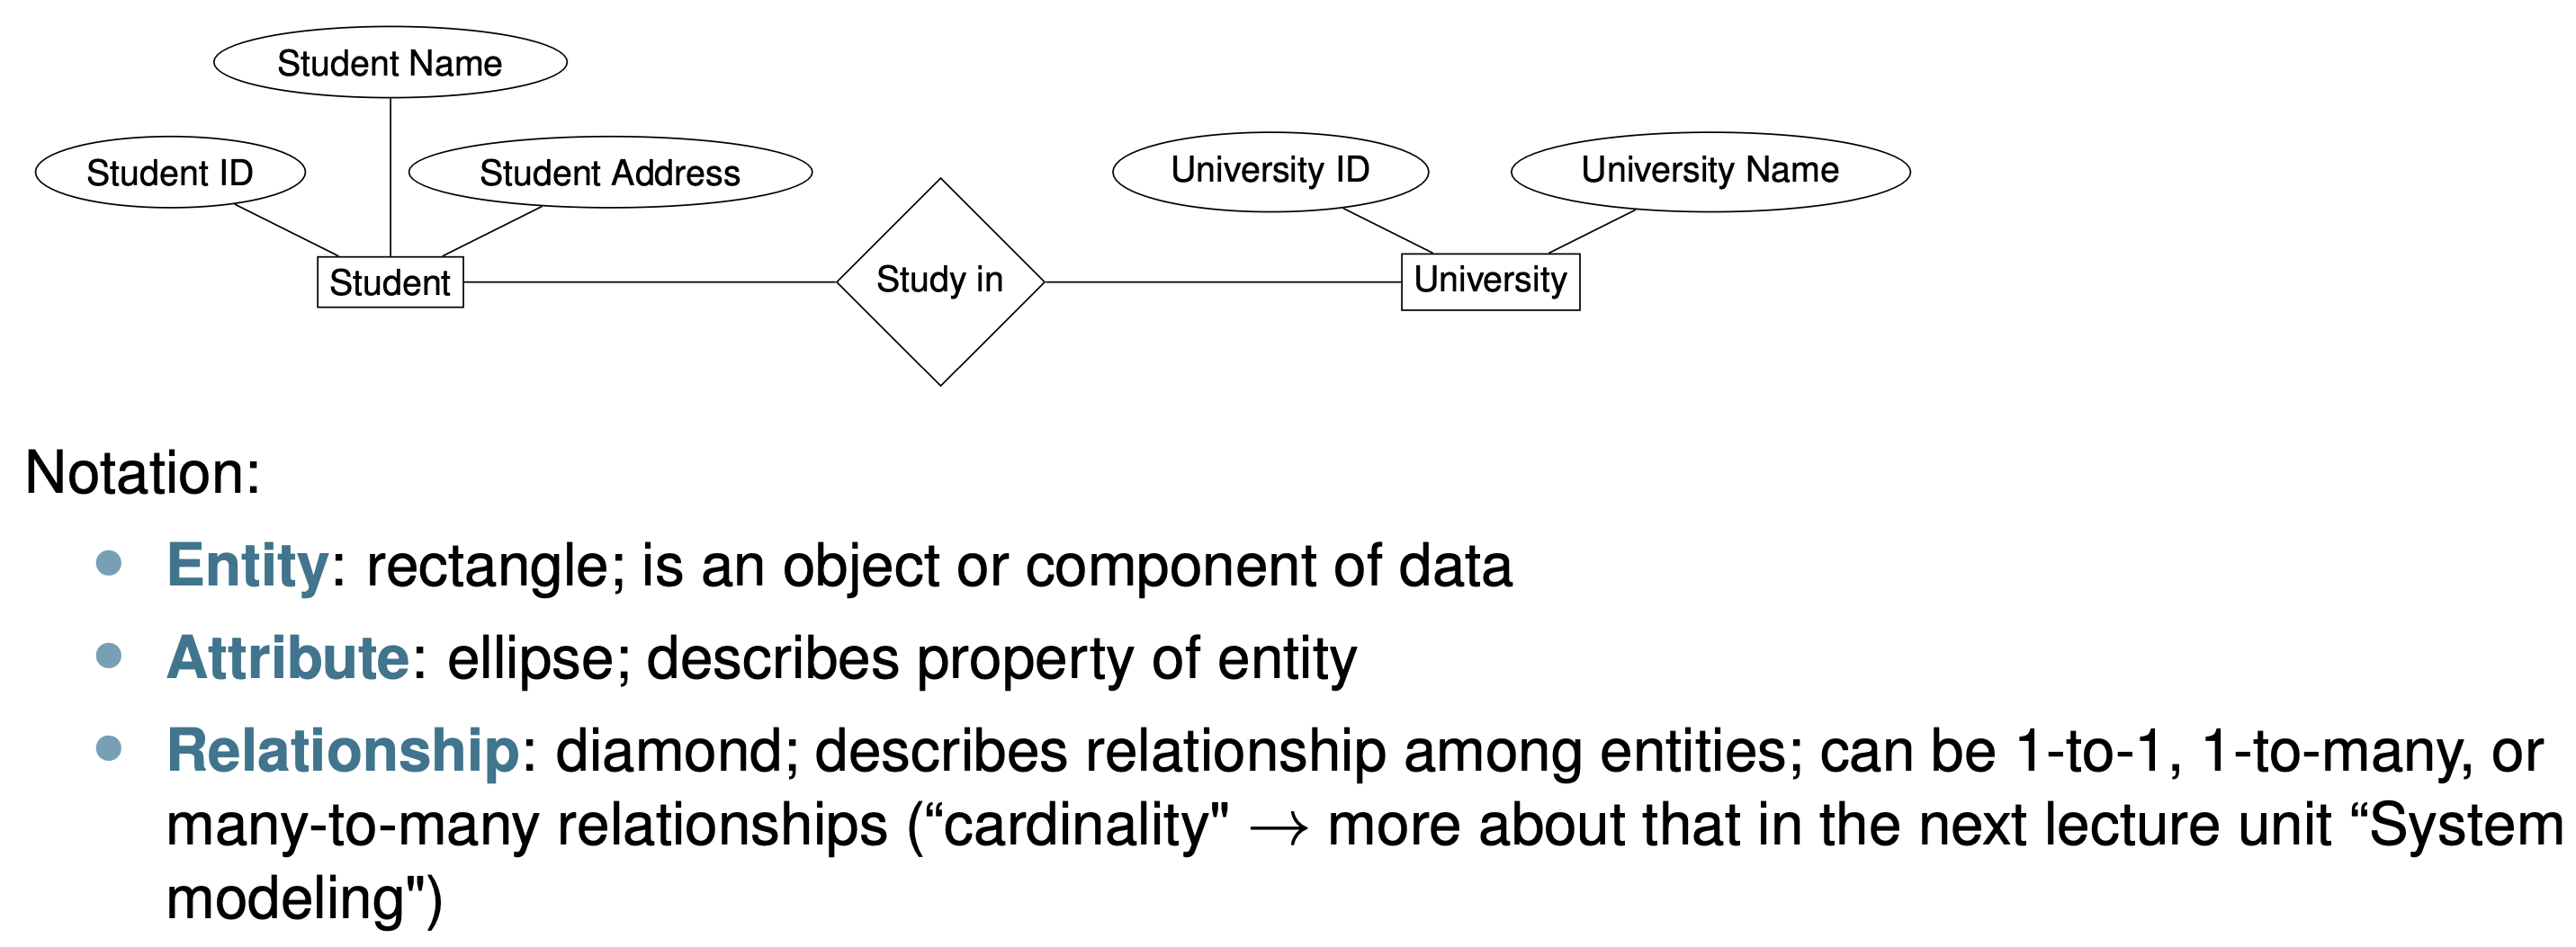 Student Name
Student ID
Student Address
University ID
University Name
Student
Study in
University
Notation:
Entity: rectangle; is an object or component of data
Attribute: ellipse; describes property of entity
Relationship: diamond; describes relationship among entities; can be 1-to-1, 1-to-many, or
many-to-many relationships (“cardinality" → more about that in the next lecture unit “System
modeling")